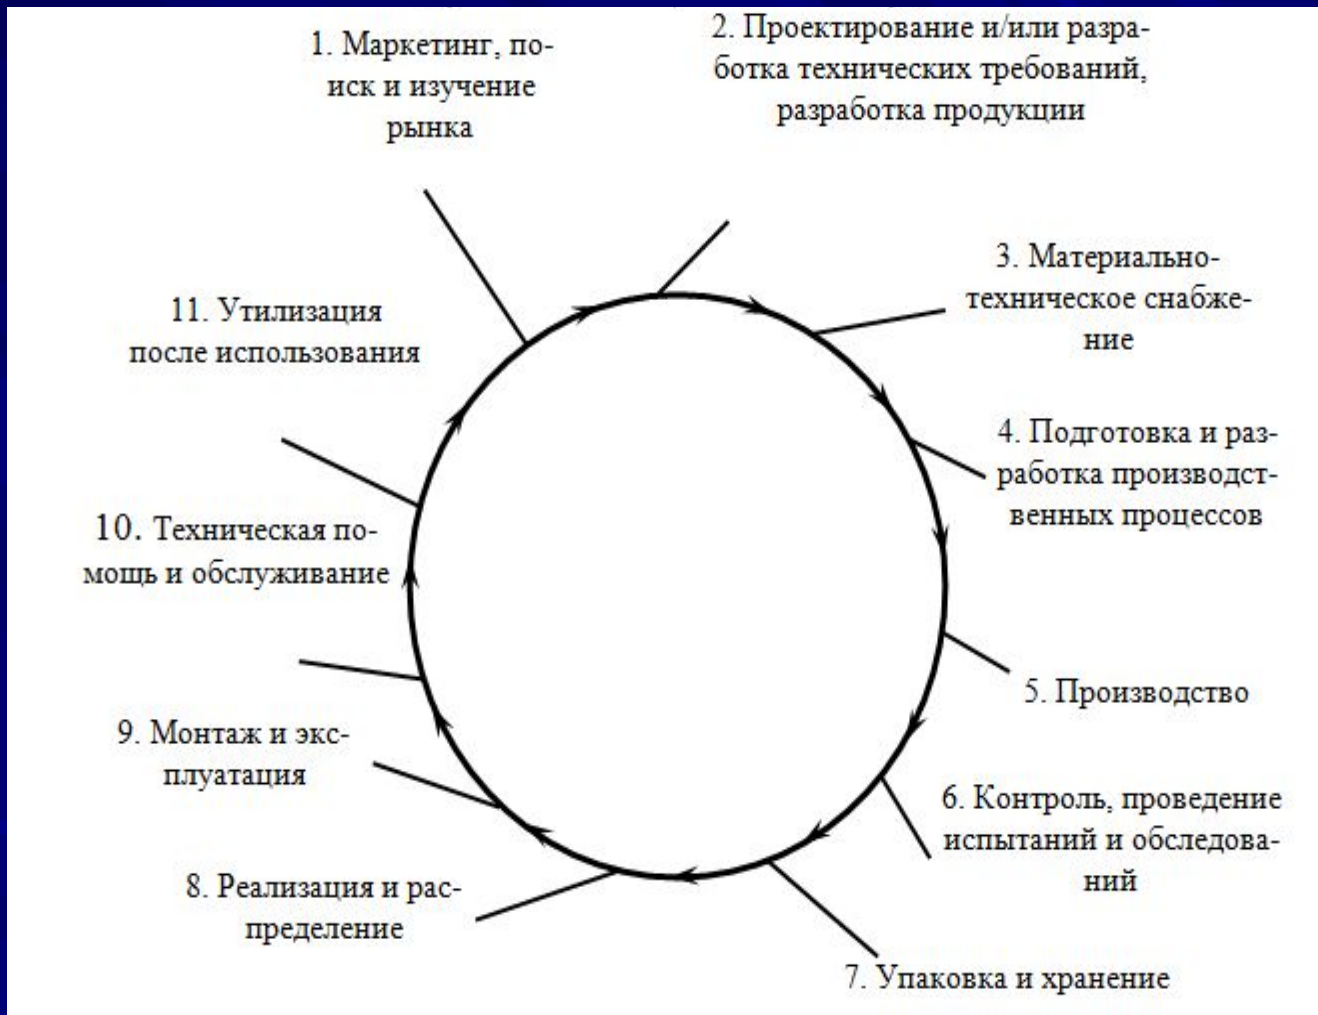 1. Маркетинг, по-
иск и изучение
рынка
2. Проектирование и/или разра-
ботка технических требований,
разработка продукции
3. Материально-
техническое снабже-
ние
4. Подготовка и раз-
работка производст-
венных процессов
5. Производство
6. Контроль, проведение
испытаний и обследова-
ний
7. Упаковка и хранение
8. Реализация и рас-
пределение
9. Монтаж и экс-
плуатация
10. Техническая по-
мощь и обслуживание
11. Утилизация
после использования